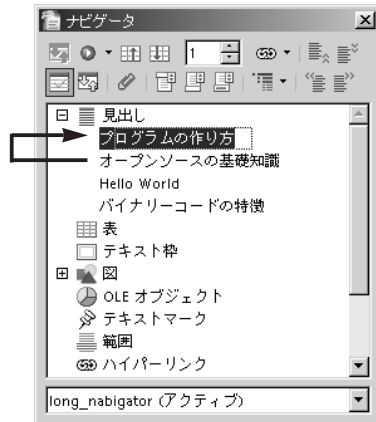 ナビゲータ
1
見出し
プログラムの作り方
オープンソースの基礎知識
Hello World
バイナリーコードの特徴
表
テキスト枠
図
OLE オブジェクト
テキストマーク
範囲
ハイパーリンク
long_nabigator (アクティブ)